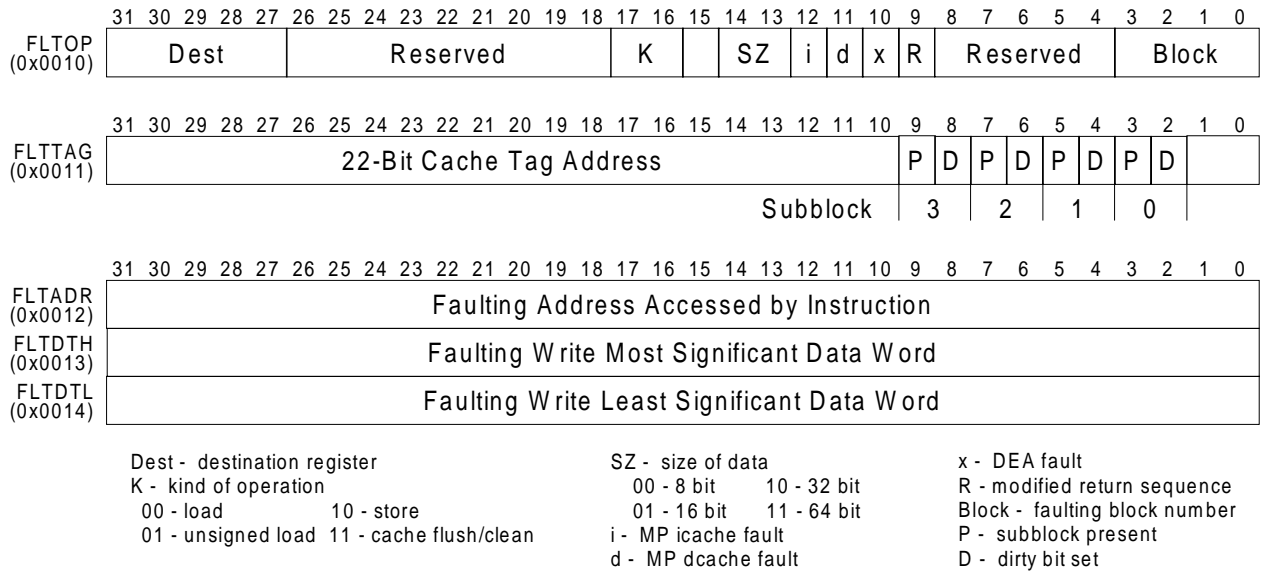 31 30 29 28 27 26 25 24 23 22 21 20 19 18 17 16 15 14 13 12 11 10 9 8 7 6 5 4 3 2 1 0
FLTOP
(0x0010)
Dest Reserved K SZ i d x R Reserved Block
31 30 29 28 27 26 25 24 23 22 21 20 19 18 17 16 15 14 13 12 11 10 9 8 7 6 5 4 3 2 1 0
FLTTAG
(0x0011)
22-Bit Cache Tag Address P D P D P D P D
Subblock 3 2 1 0
31 30 29 28 27 26 25 24 23 22 21 20 19 18 17 16 15 14 13 12 11 10 9 8 7 6 5 4 3 2 1 0
FLTADR
(0x0012)
Faulting Address Accessed by Instruction
FLTDTH
(0x0013)
Faulting Write Most Significant Data Word
FLTDTL
(0x0014)
Faulting Write Least Significant Data Word
Dest - destination register
K - kind of operation
00 - load 10 - store
01 - unsigned load 11 - cache flush/clean
SZ - size of data
00 - 8 bit 10 - 32 bit
01 - 16 bit 11 - 64 bit
i - MP icache fault
d - MP dcache fault
x - DEA fault
R - modified return sequence
Block - faulting block number
P - subblock present
D - dirty bit set